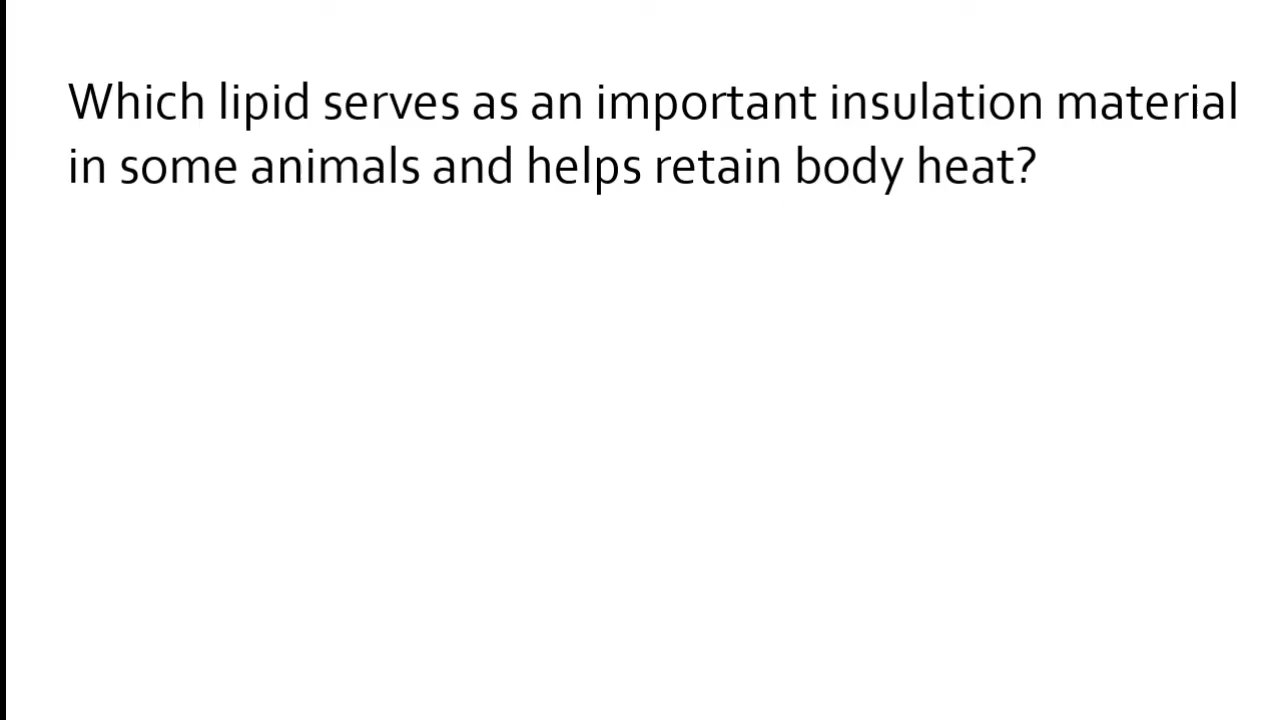 Which lipid serves as an important insulation material
in some animals and helps retain body heat?